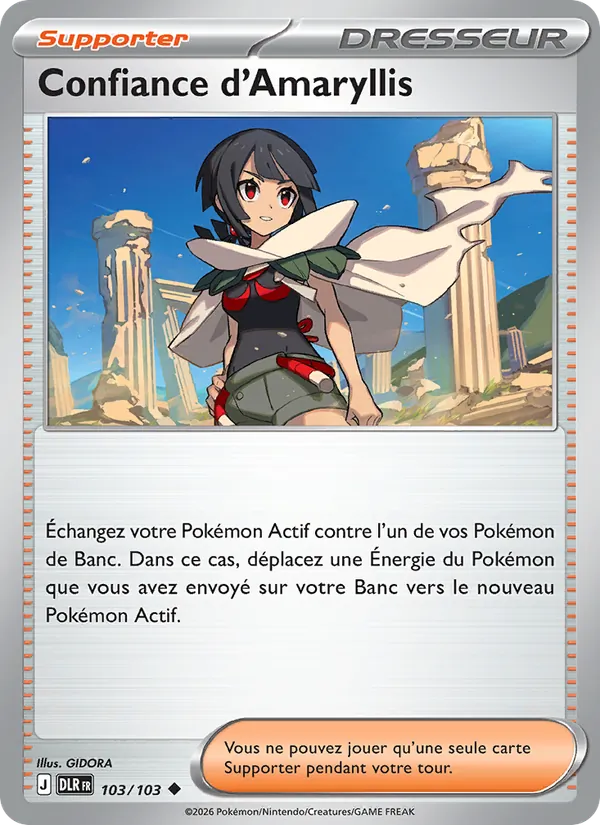 Supporter
DRESSEUR
Confiance d'Amaryllis
Échangez votre Pokémon Actif contre l'un de vos Pokémon
de Banc. Dans ce cas, déplacez une Énergie du Pokémon
que vous avez envoyé sur votre Banc vers le nouveau
Pokémon Actif.
Vous ne pouvez jouer qu'une seule carte
Supporter pendant votre tour.
Illus. GIDORA
J DLR FR 103/103 ◆
©2026 Pokémon/Nintendo/Creatures/GAME FREAK